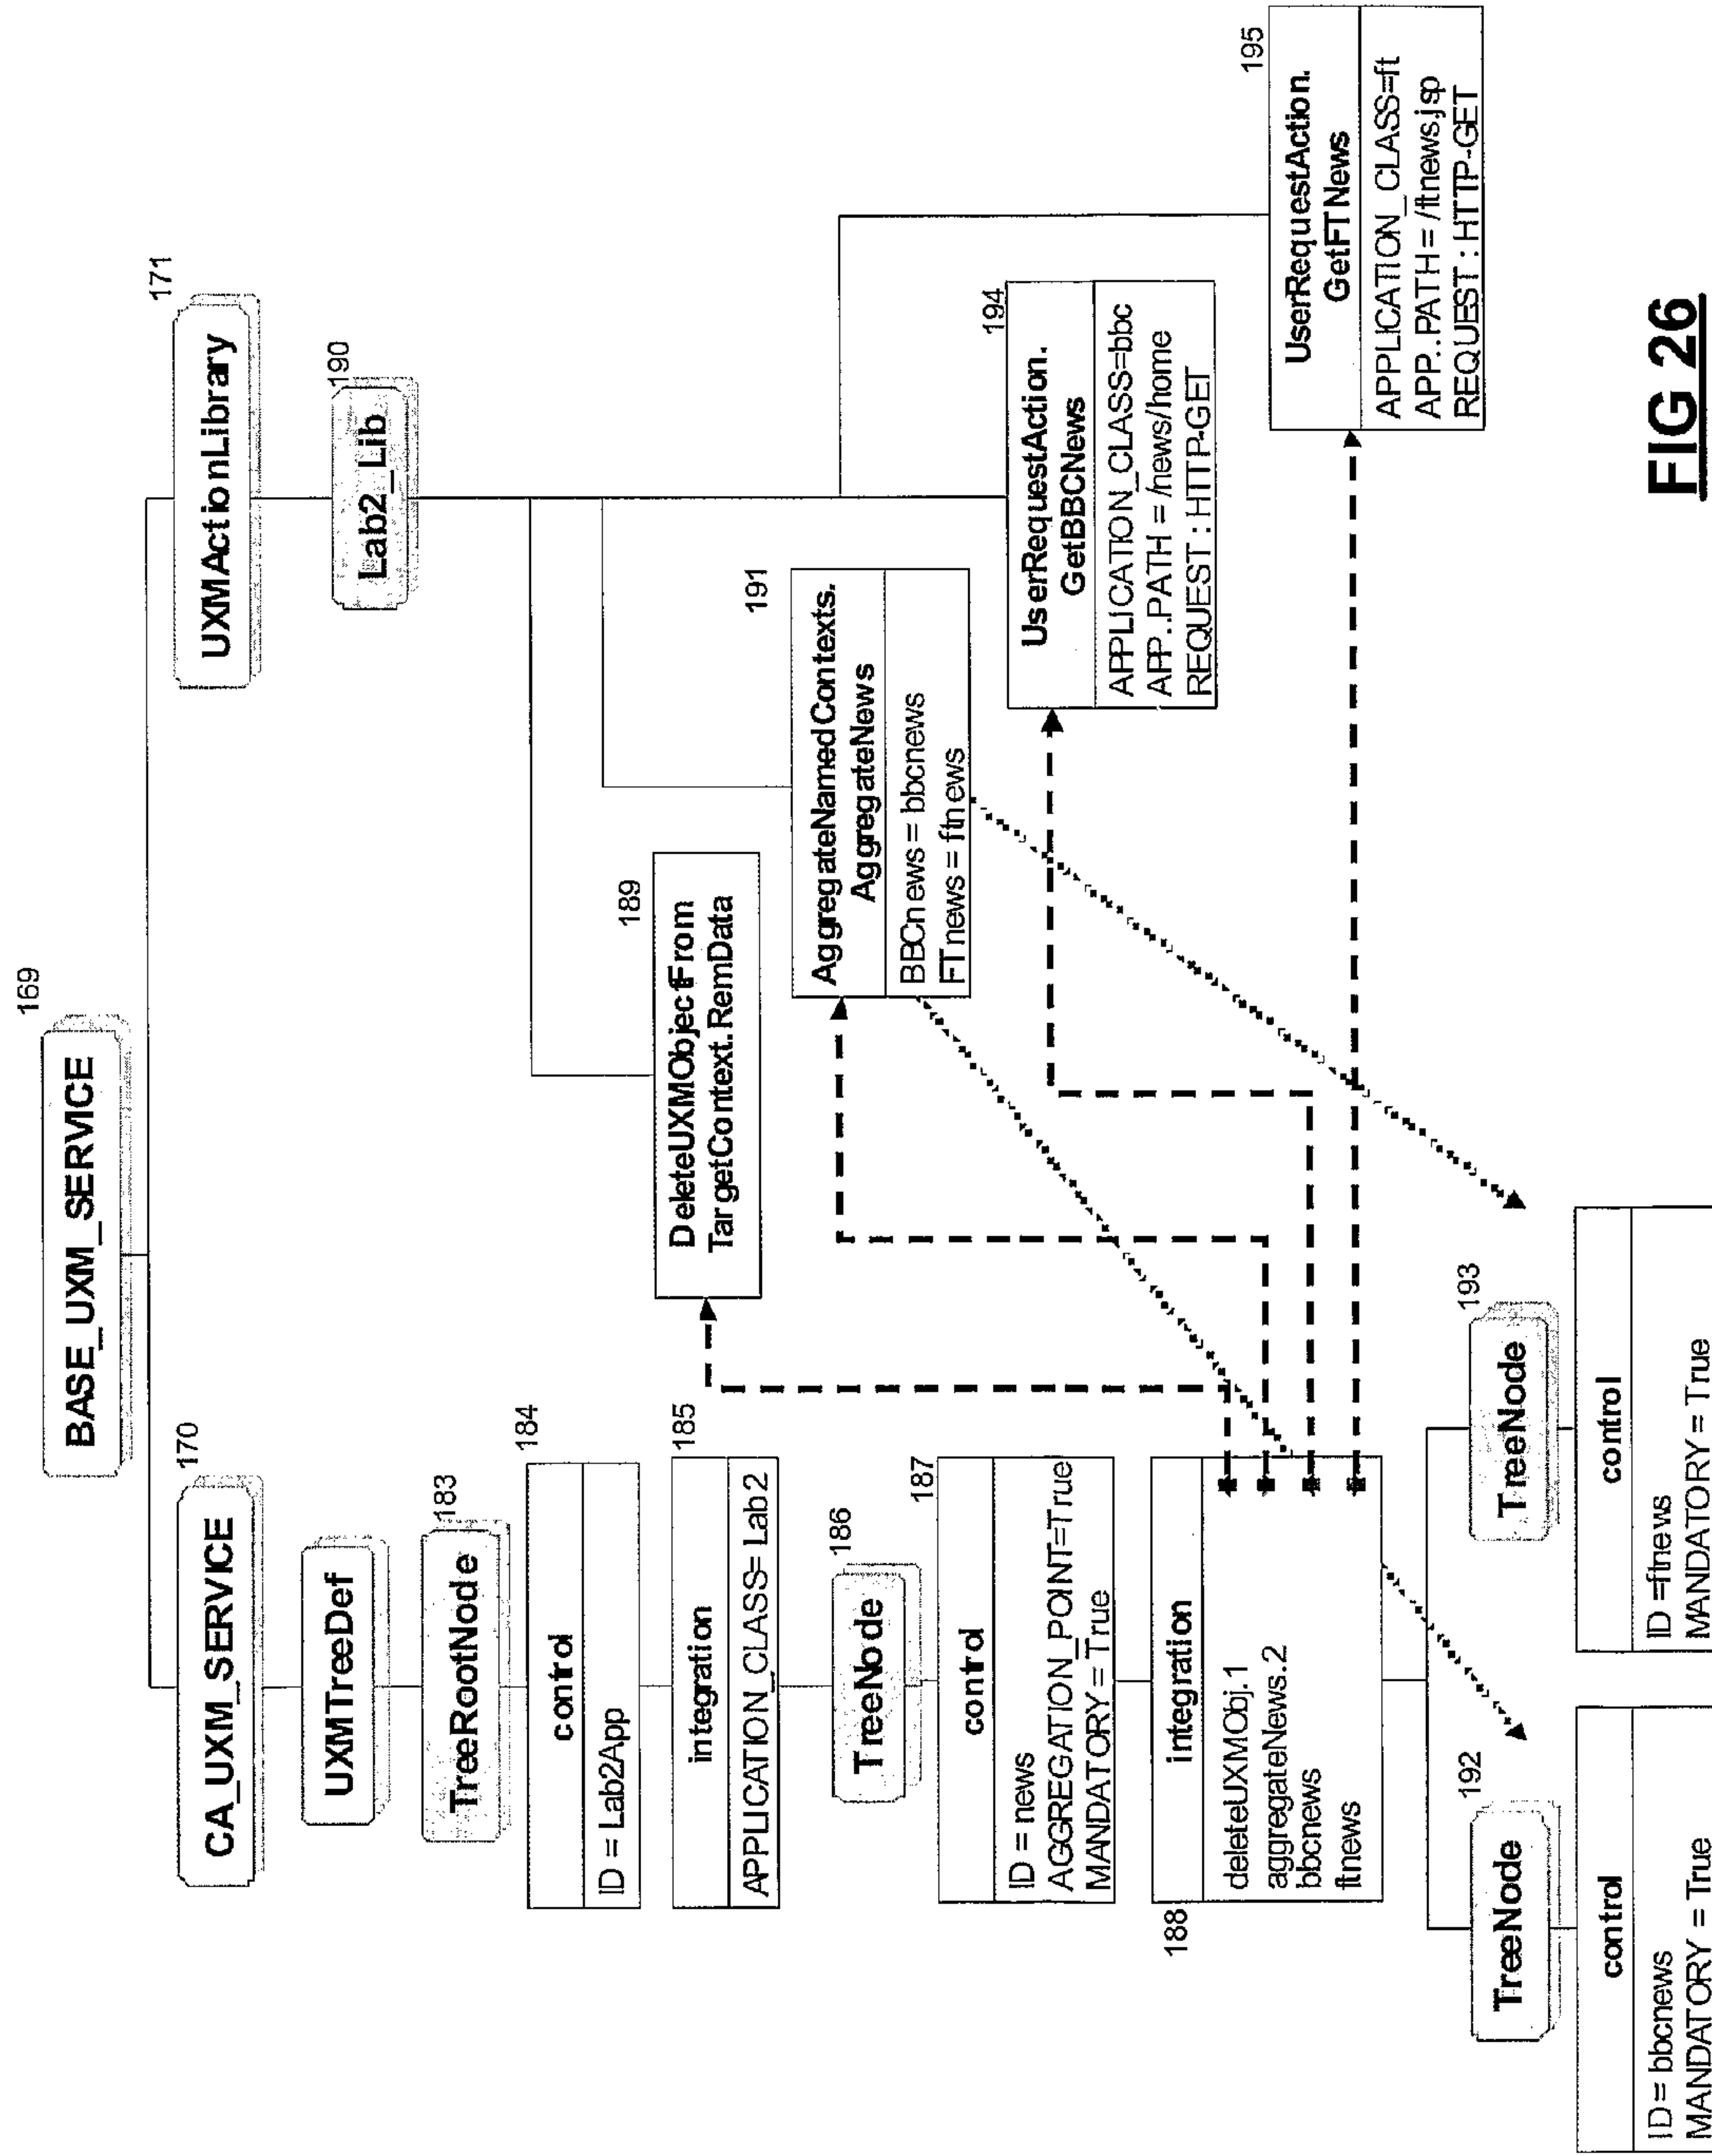 169
BASE_UXM_SERVICE
170
CA_UXM_SERVICE
UXMTreeDef
183
TreeRootNode
184
control
ID = Lab2App
185
integration
APPLICATION_CLASS= Lab2
186
TreeNode
187
control
ID = news
AGGREGATION_POINT=True
MANDATORY = True
188
integration
deleteUXMObj.1
aggregateNews.2
bbcnews
ftnews
192
TreeNode
control
ID = bbcnews
MANDATORY = True
193
TreeNode
control
ID =ftnews
MANDATORY = True
171
UXMActionLibrary
190
Lab2_Lib
189
DeleteUXMObjectFrom
TargetContext.RemData
191
AggregateNamedContexts.
AggregateNews
BBCnews = bbcnews
FTnews = ftnews
194
UserRequestAction.
GetBBCNews
APPLICATION_CLASS=bbc
APP..PATH = /news/home
REQUEST : HTTP-GET
195
UserRequestAction.
GetFTNews
APPLICATION_CLASS=ft
APP..PATH = /ftnews.jsp
REQUEST : HTTP-GET
FIG 26